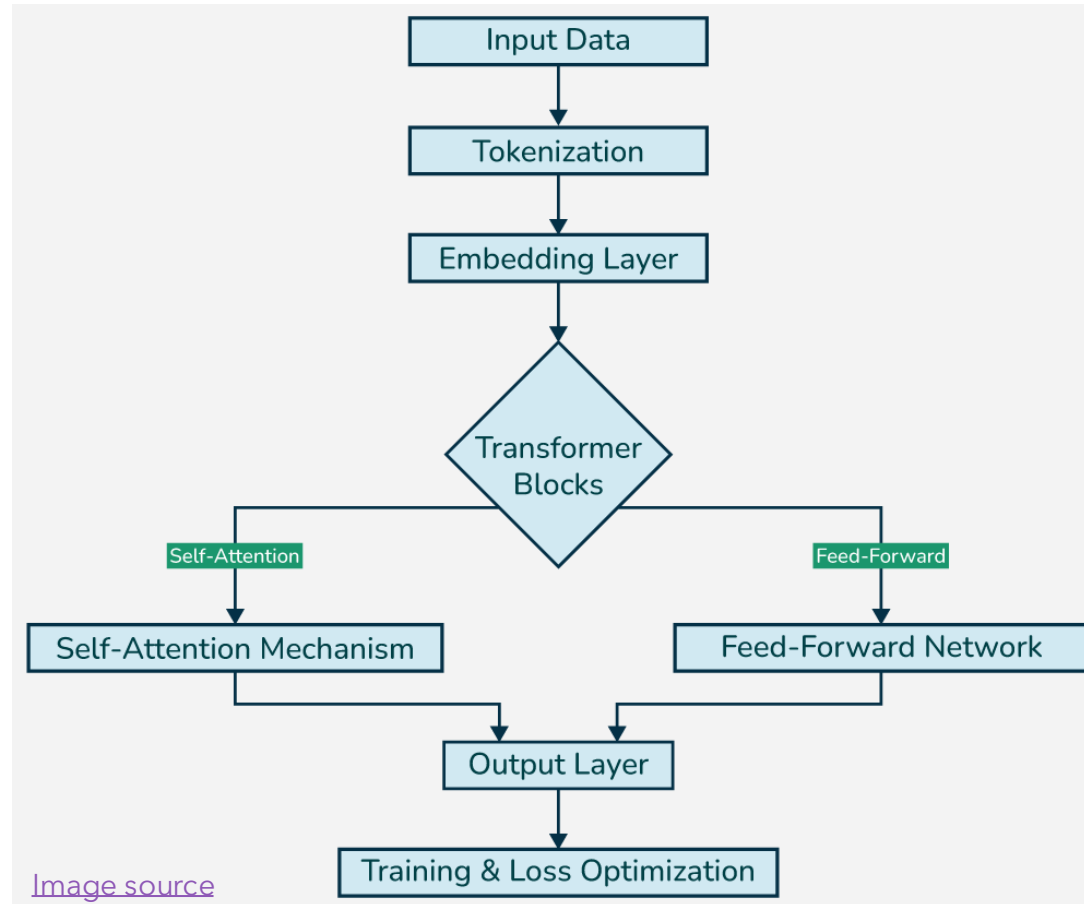 Input Data
Tokenization
Embedding Layer
Transformer
Blocks
Self-Attention
Feed-Forward
Self-Attention Mechanism
Feed-Forward Network
Output Layer
Training & Loss Optimization
Image source